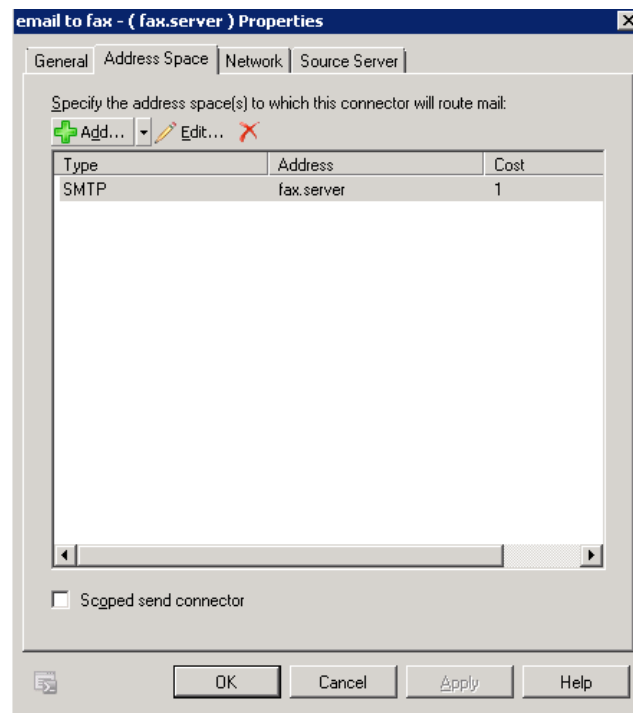 email to fax - ( fax.server ) Properties
General Address Space Network Source Server
Specify the address space(s) to which this connector will route mail:
Add... Edit...
Type Address Cost
SMTP fax.server 1
Scoped send connector
OK Cancel Apply Help